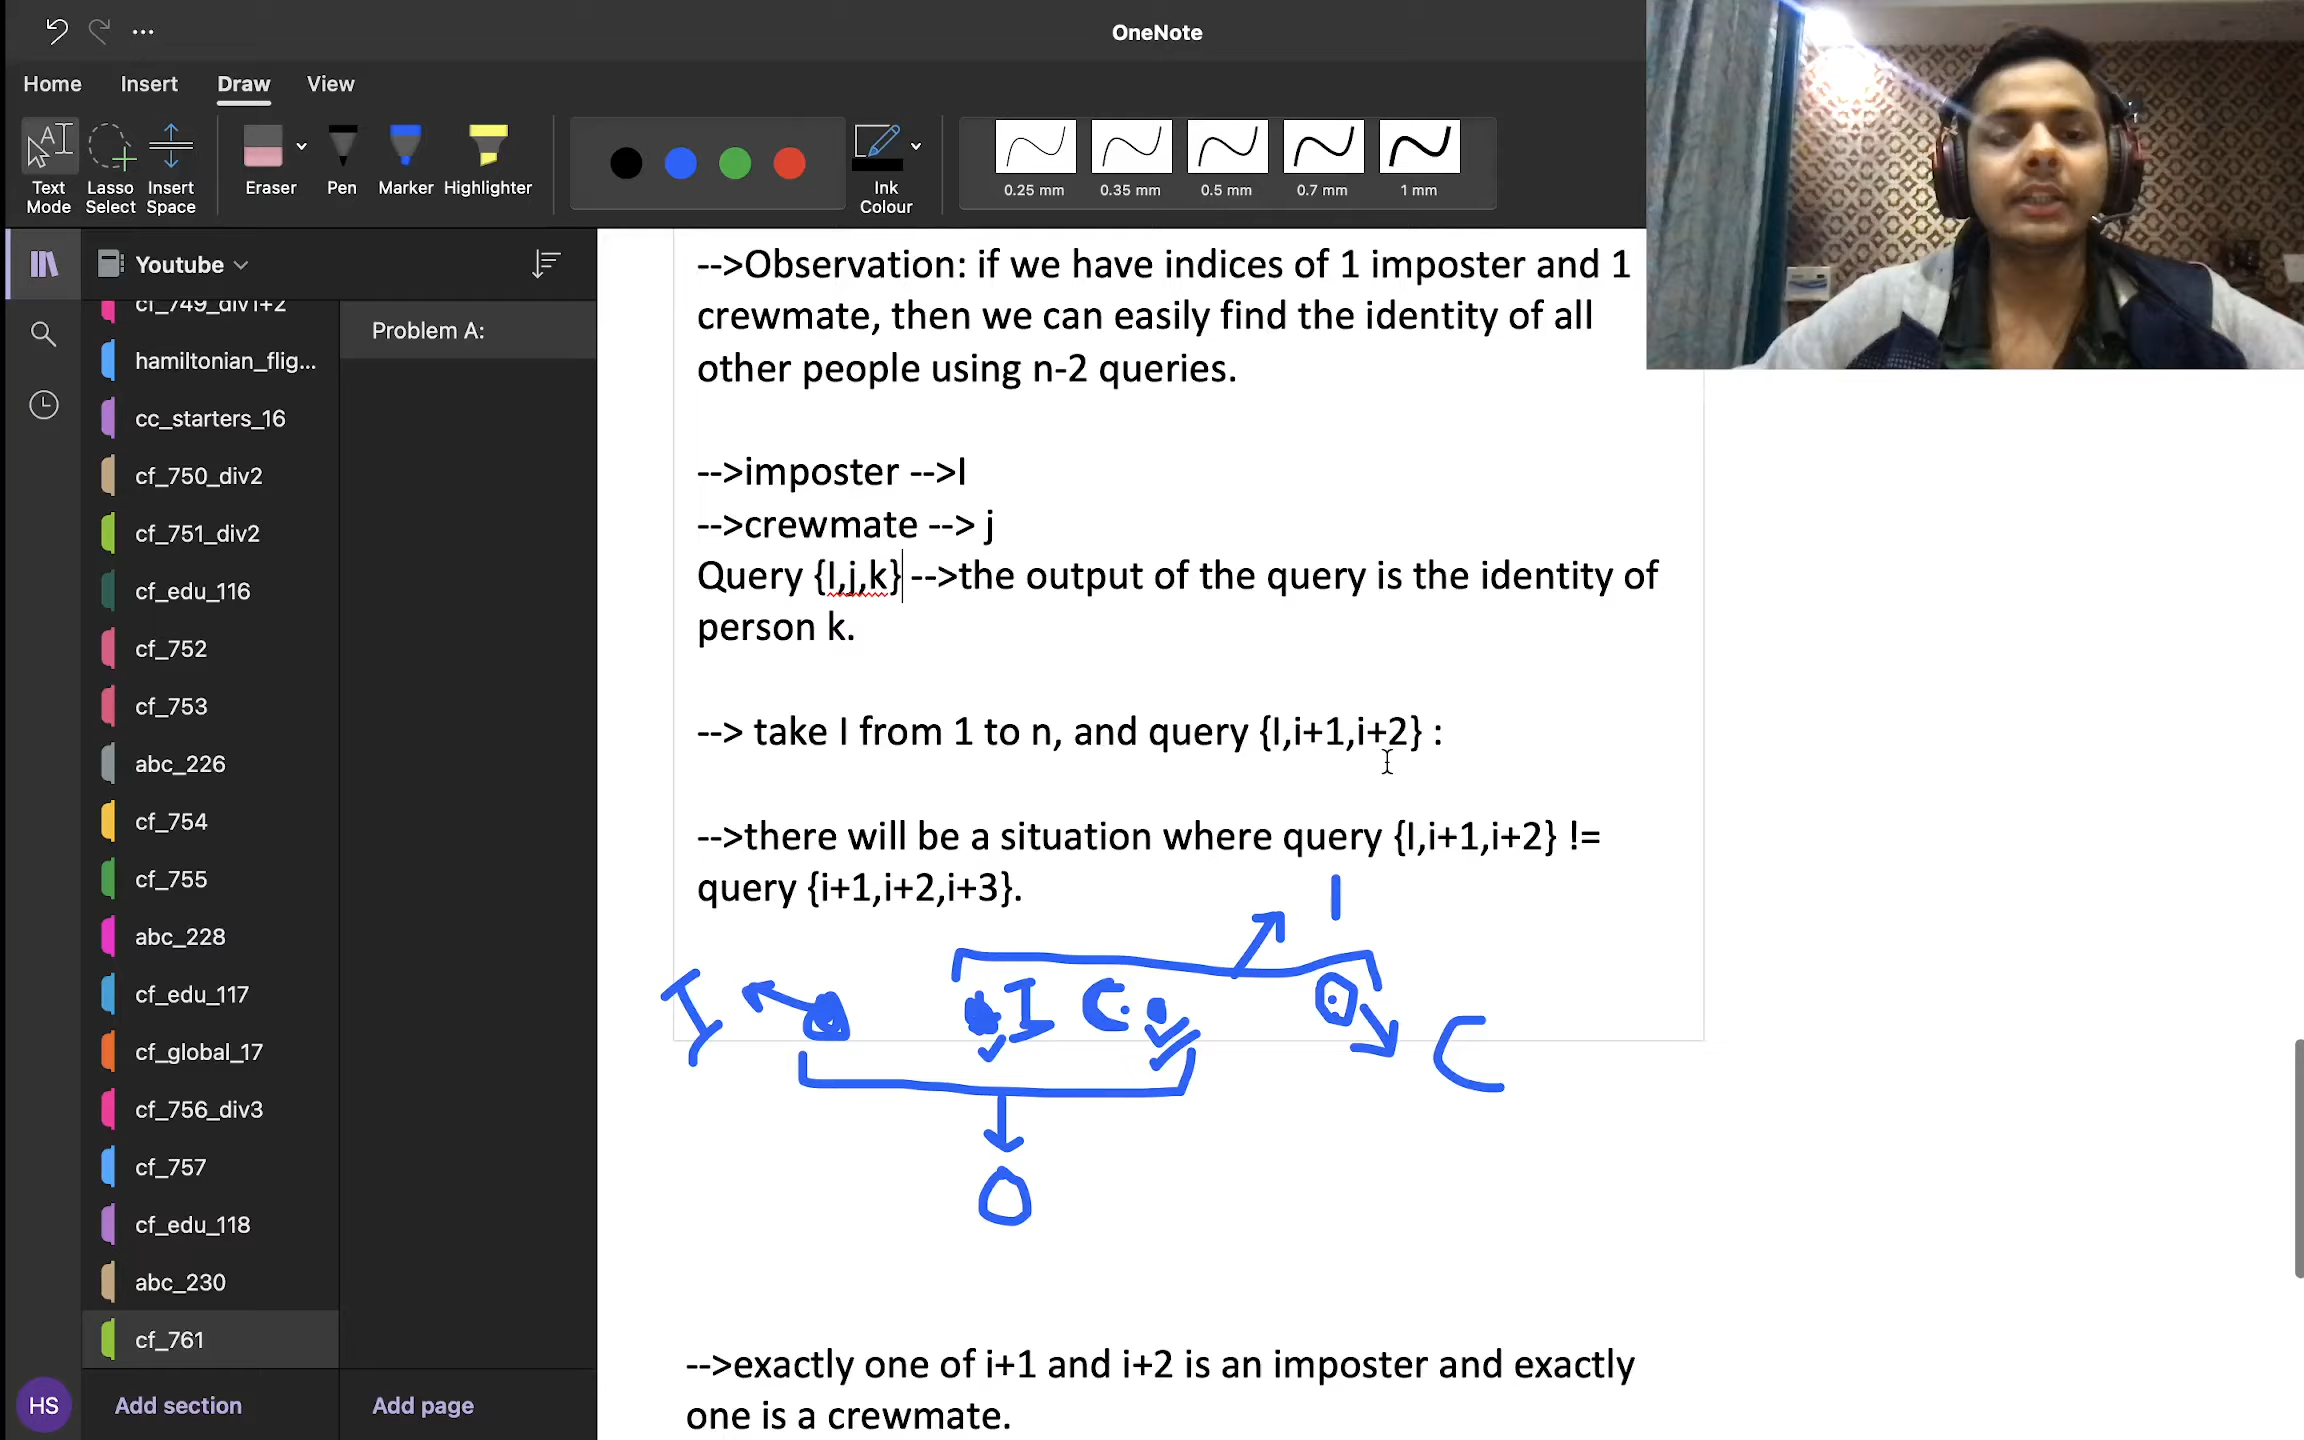 OneNote
Home Insert Draw View
Text Mode
Lasso Select
Insert Space
Eraser
Pen
Marker
Highlighter
Ink Colour
0.25 mm
0.35 mm
0.5 mm
0.7 mm
1 mm
Youtube
cf_749_div1+2
hamiltonian_flig...
cc_starters_16
cf_750_div2
cf_751_div2
cf_edu_116
cf_752
cf_753
abc_226
cf_754
cf_755
abc_228
cf_edu_117
cf_global_17
cf_756_div3
cf_757
cf_edu_118
abc_230
cf_761
HS
Add section
Problem A:
Add page
-->Observation: if we have indices of 1 imposter and 1
crewmate, then we can easily find the identity of all
other people using n-2 queries.
-->imposter -->I
-->crewmate --> j
Query {I,j,k} -->the output of the query is the identity of
person k.
--> take I from 1 to n, and query {I,i+1,i+2} :
-->there will be a situation where query {I,i+1,i+2} !=
query {i+1,i+2,i+3}.
1
I I C C
0
-->exactly one of i+1 and i+2 is an imposter and exactly
one is a crewmate.